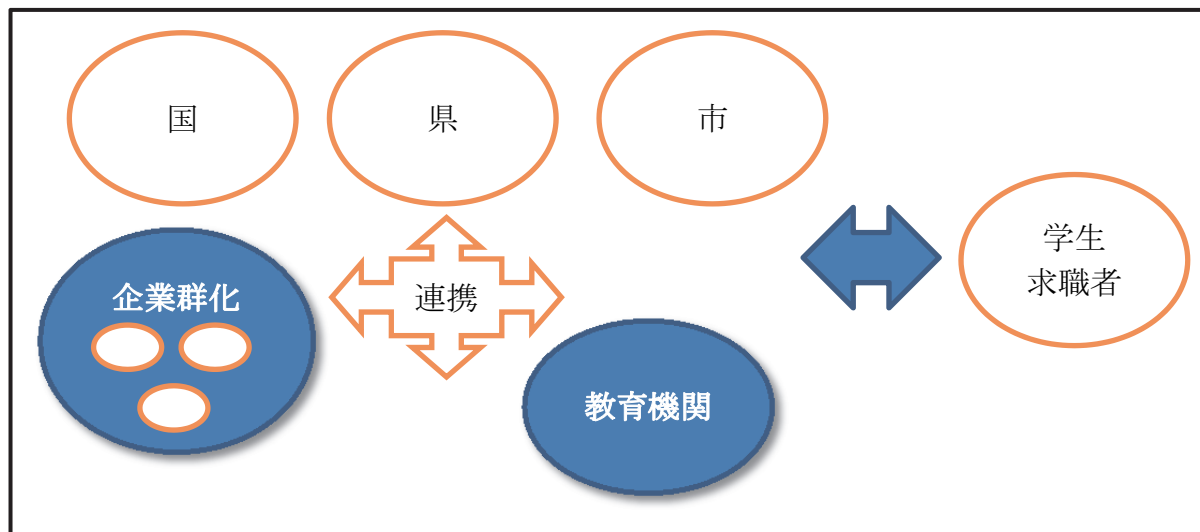 国
県
市
学生
求職者
企業群化
連携
教育機関